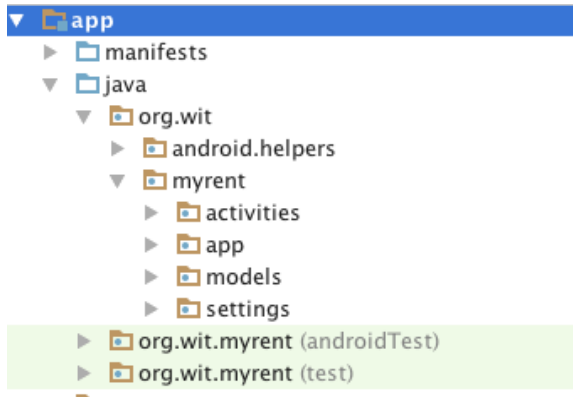 app
manifests
java
org.wit
android.helpers
myrent
activities
app
models
settings
org.wit.myrent (androidTest)
org.wit.myrent (test)